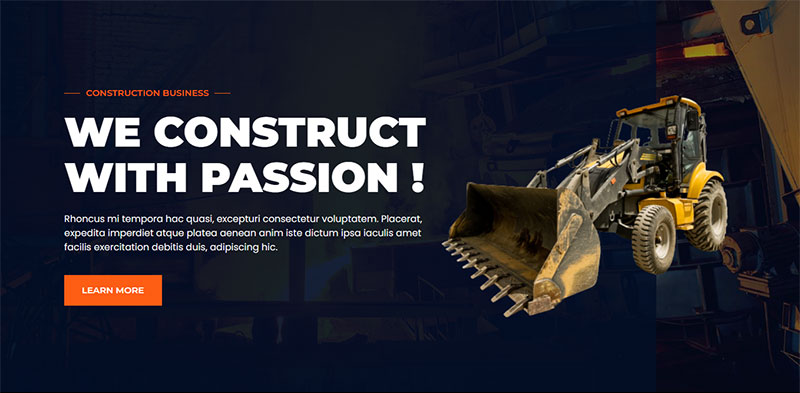 CONSTRUCTION BUSINESS
WE CONSTRUCT
WITH PASSION !
Rhoncus mi tempora hac quasi, excepturi consectetur voluptatem. Placerat,
expedita imperdiet atque platea aenean anim iste dictum ipsa iaculis amet
facilis exercitation debitis duis, adipiscing hic.
LEARN MORE